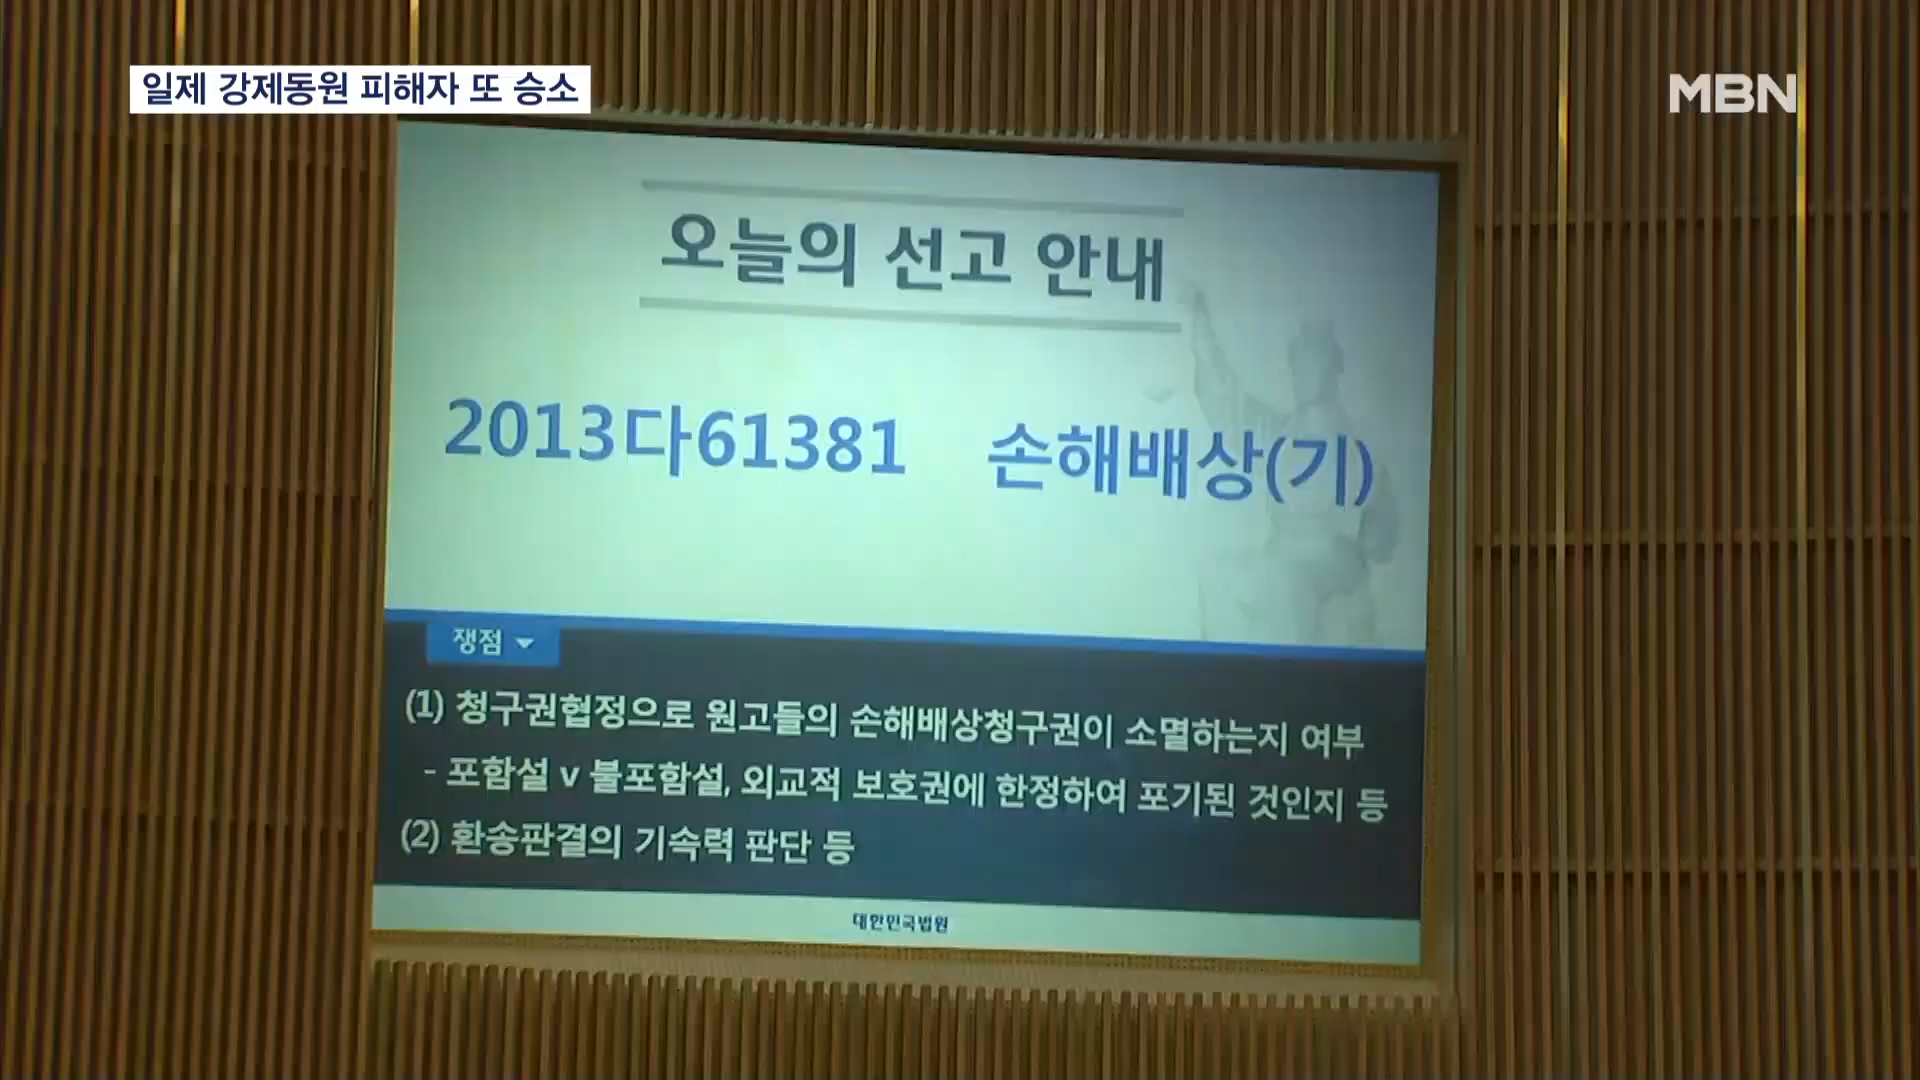 일제 강제동원 피해자 또 승소
MBN
오늘의 선고 안내
2013다61381 손해배상(기)
쟁점
(1) 청구권협정으로 원고들의 손해배상청구권이 소멸하는지 여부
- 포함설 v 불포함설, 외교적 보호권에 한정하여 포기된 것인지 등
(2) 환송판결의 기속력 판단 등
대한민국법원